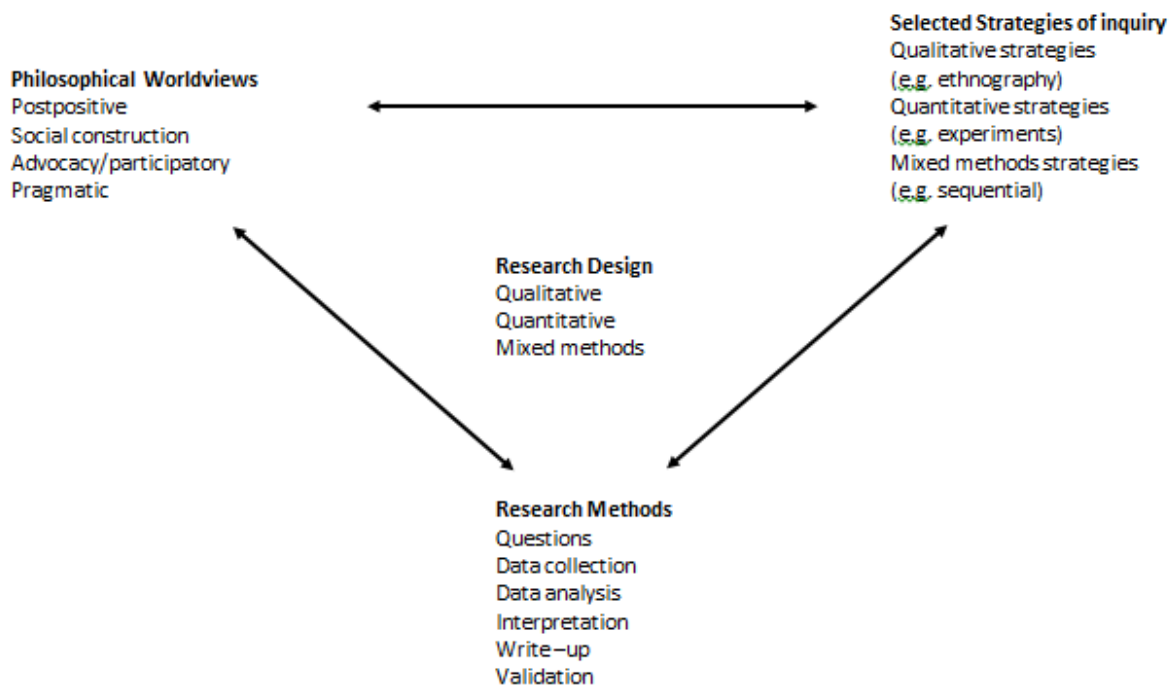 Philosophical Worldviews
Postpositive
Social construction
Advocacy/participatory
Pragmatic
Selected Strategies of inquiry
Qualitative strategies
(e.g. ethnography)
Quantitative strategies
(e.g. experiments)
Mixed methods strategies
(e.g. sequential)
Research Design
Qualitative
Quantitative
Mixed methods
Research Methods
Questions
Data collection
Data analysis
Interpretation
Write–up
Validation